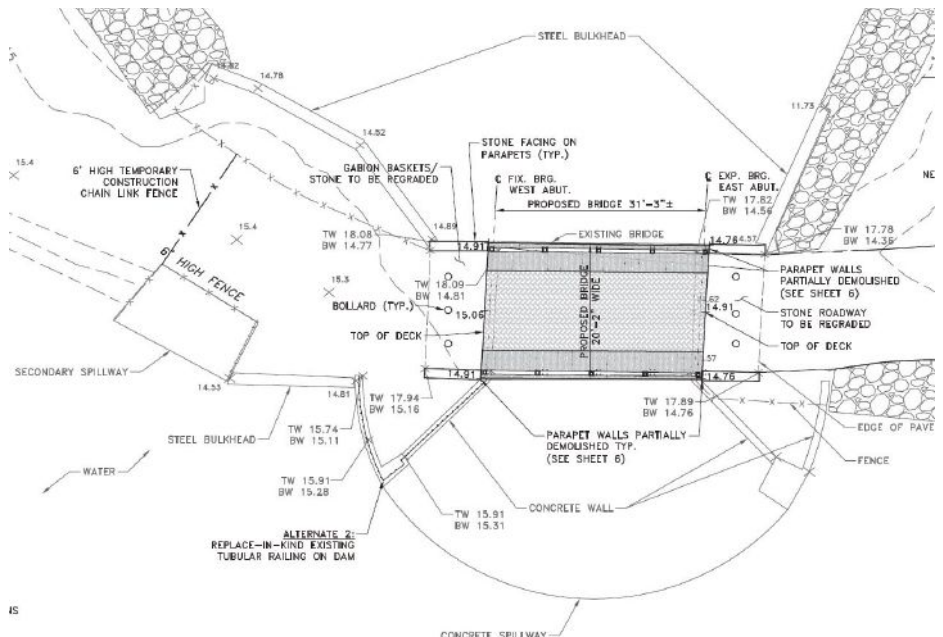 STEEL BULKHEAD
14.78
11.73
14.52
STONE FACING ON
PARAPETS (TYP.)
GABION BASKETS/
STONE TO BE REGRADED
15.4
6' HIGH TEMPORARY
CONSTRUCTION
CHAIN LINK FENCE
℄ FIX. BRG.
WEST ABUT.
℄ EXP. BRG.
EAST ABUT.
PROPOSED BRIDGE 31'-3"±
TW 17.82
BW 14.56
NE
14.89
TW 18.08
BW 14.77
14.91
EXISTING BRIDGE
14.76
4.57
TW 17.78
BW 14.36
15.4
6' HIGH FENCE
15.3
TW 18.09
BW 14.81
PARAPET WALLS
PARTIALLY DEMOLISHED
(SEE SHEET 6)
BOLLARD (TYP.)
15.06
PROPOSED BRIDGE
20'-2" WIDE
14.91
STONE ROADWAY
TO BE REGRADED
TOP OF DECK
TOP OF DECK
SECONDARY SPILLWAY
14.53
14.81
14.91
14.76
TW 17.94
BW 15.16
TW 17.89
BW 14.76
STEEL BULKHEAD
TW 15.74
BW 15.11
PARAPET WALLS PARTIALLY
DEMOLISHED TYP.
(SEE SHEET 6)
EDGE OF PAVE
FENCE
WATER
TW 15.91
BW 15.28
TW 15.91
BW 15.31
CONCRETE WALL
ALTERNATE 2:
REPLACE-IN-KIND EXISTING
TUBULAR RAILING ON DAM
CONCRETE SPILLWAY